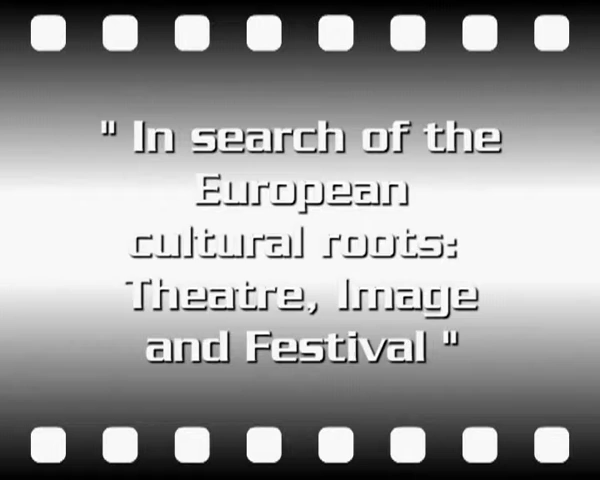 " In search of the
European
cultural roots:
Theatre, Image
and Festival "